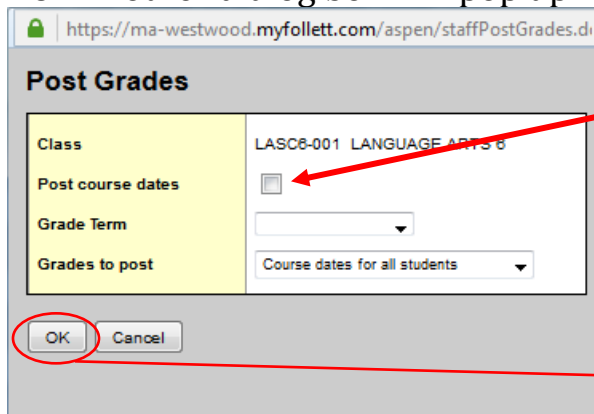 https://ma-westwood.myfollett.com/aspen/staffPostGrades.d
Post Grades
Class LASC6-001 LANGUAGE ARTS 6
Post course dates
Grade Term
Grades to post Course dates for all students
OK Cancel